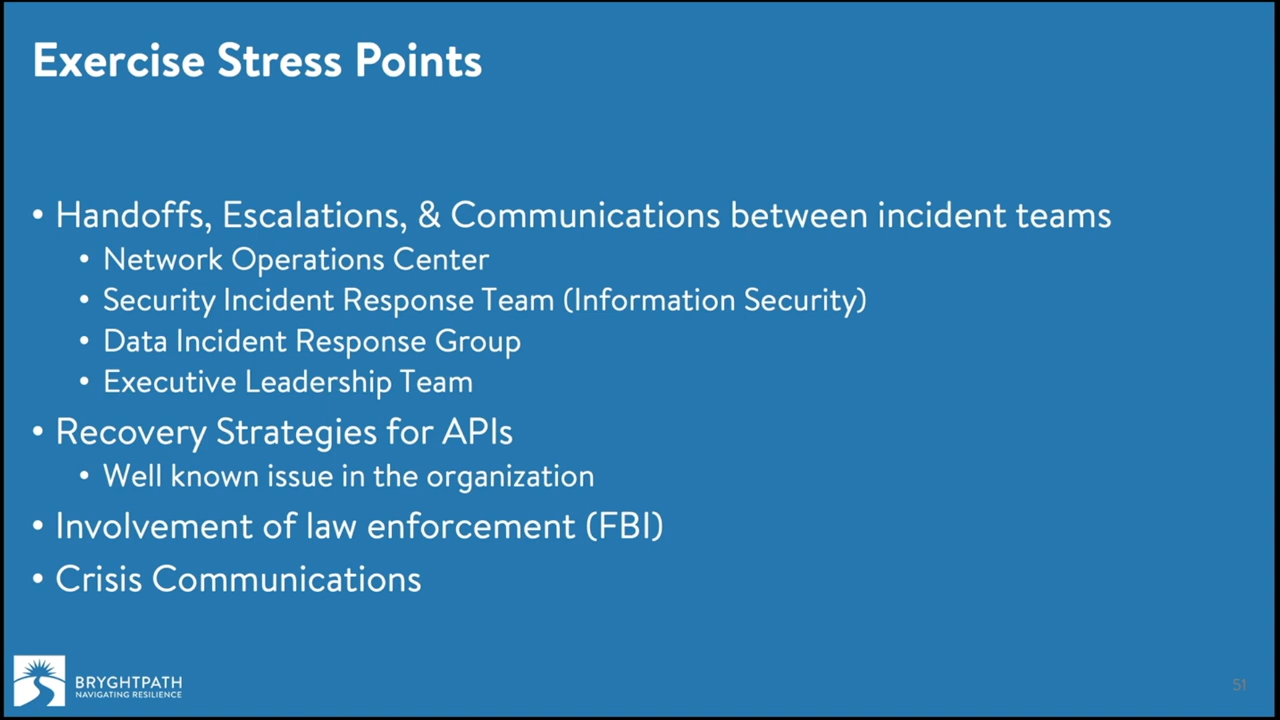 Exercise Stress Points
• Handoffs, Escalations, & Communications between incident teams
• Network Operations Center
• Security Incident Response Team (Information Security)
• Data Incident Response Group
• Executive Leadership Team
• Recovery Strategies for APIs
• Well known issue in the organization
• Involvement of law enforcement (FBI)
• Crisis Communications
BRYGHTPATH
NAVIGATING RESILIENCE
51